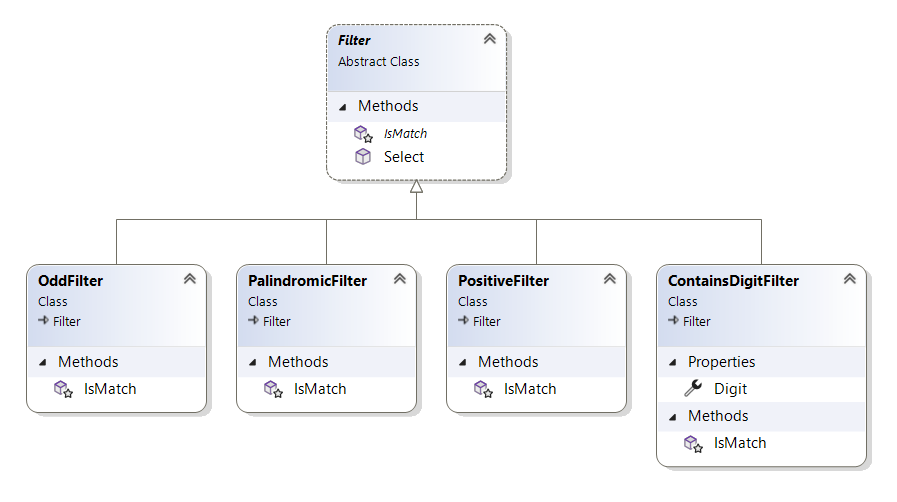 Filter
Abstract Class
Methods
IsMatch
Select
OddFilter
Class
Filter
Methods
IsMatch
PalindromicFilter
Class
Filter
Methods
IsMatch
PositiveFilter
Class
Filter
Methods
IsMatch
ContainsDigitFilter
Class
Filter
Properties
Digit
Methods
IsMatch